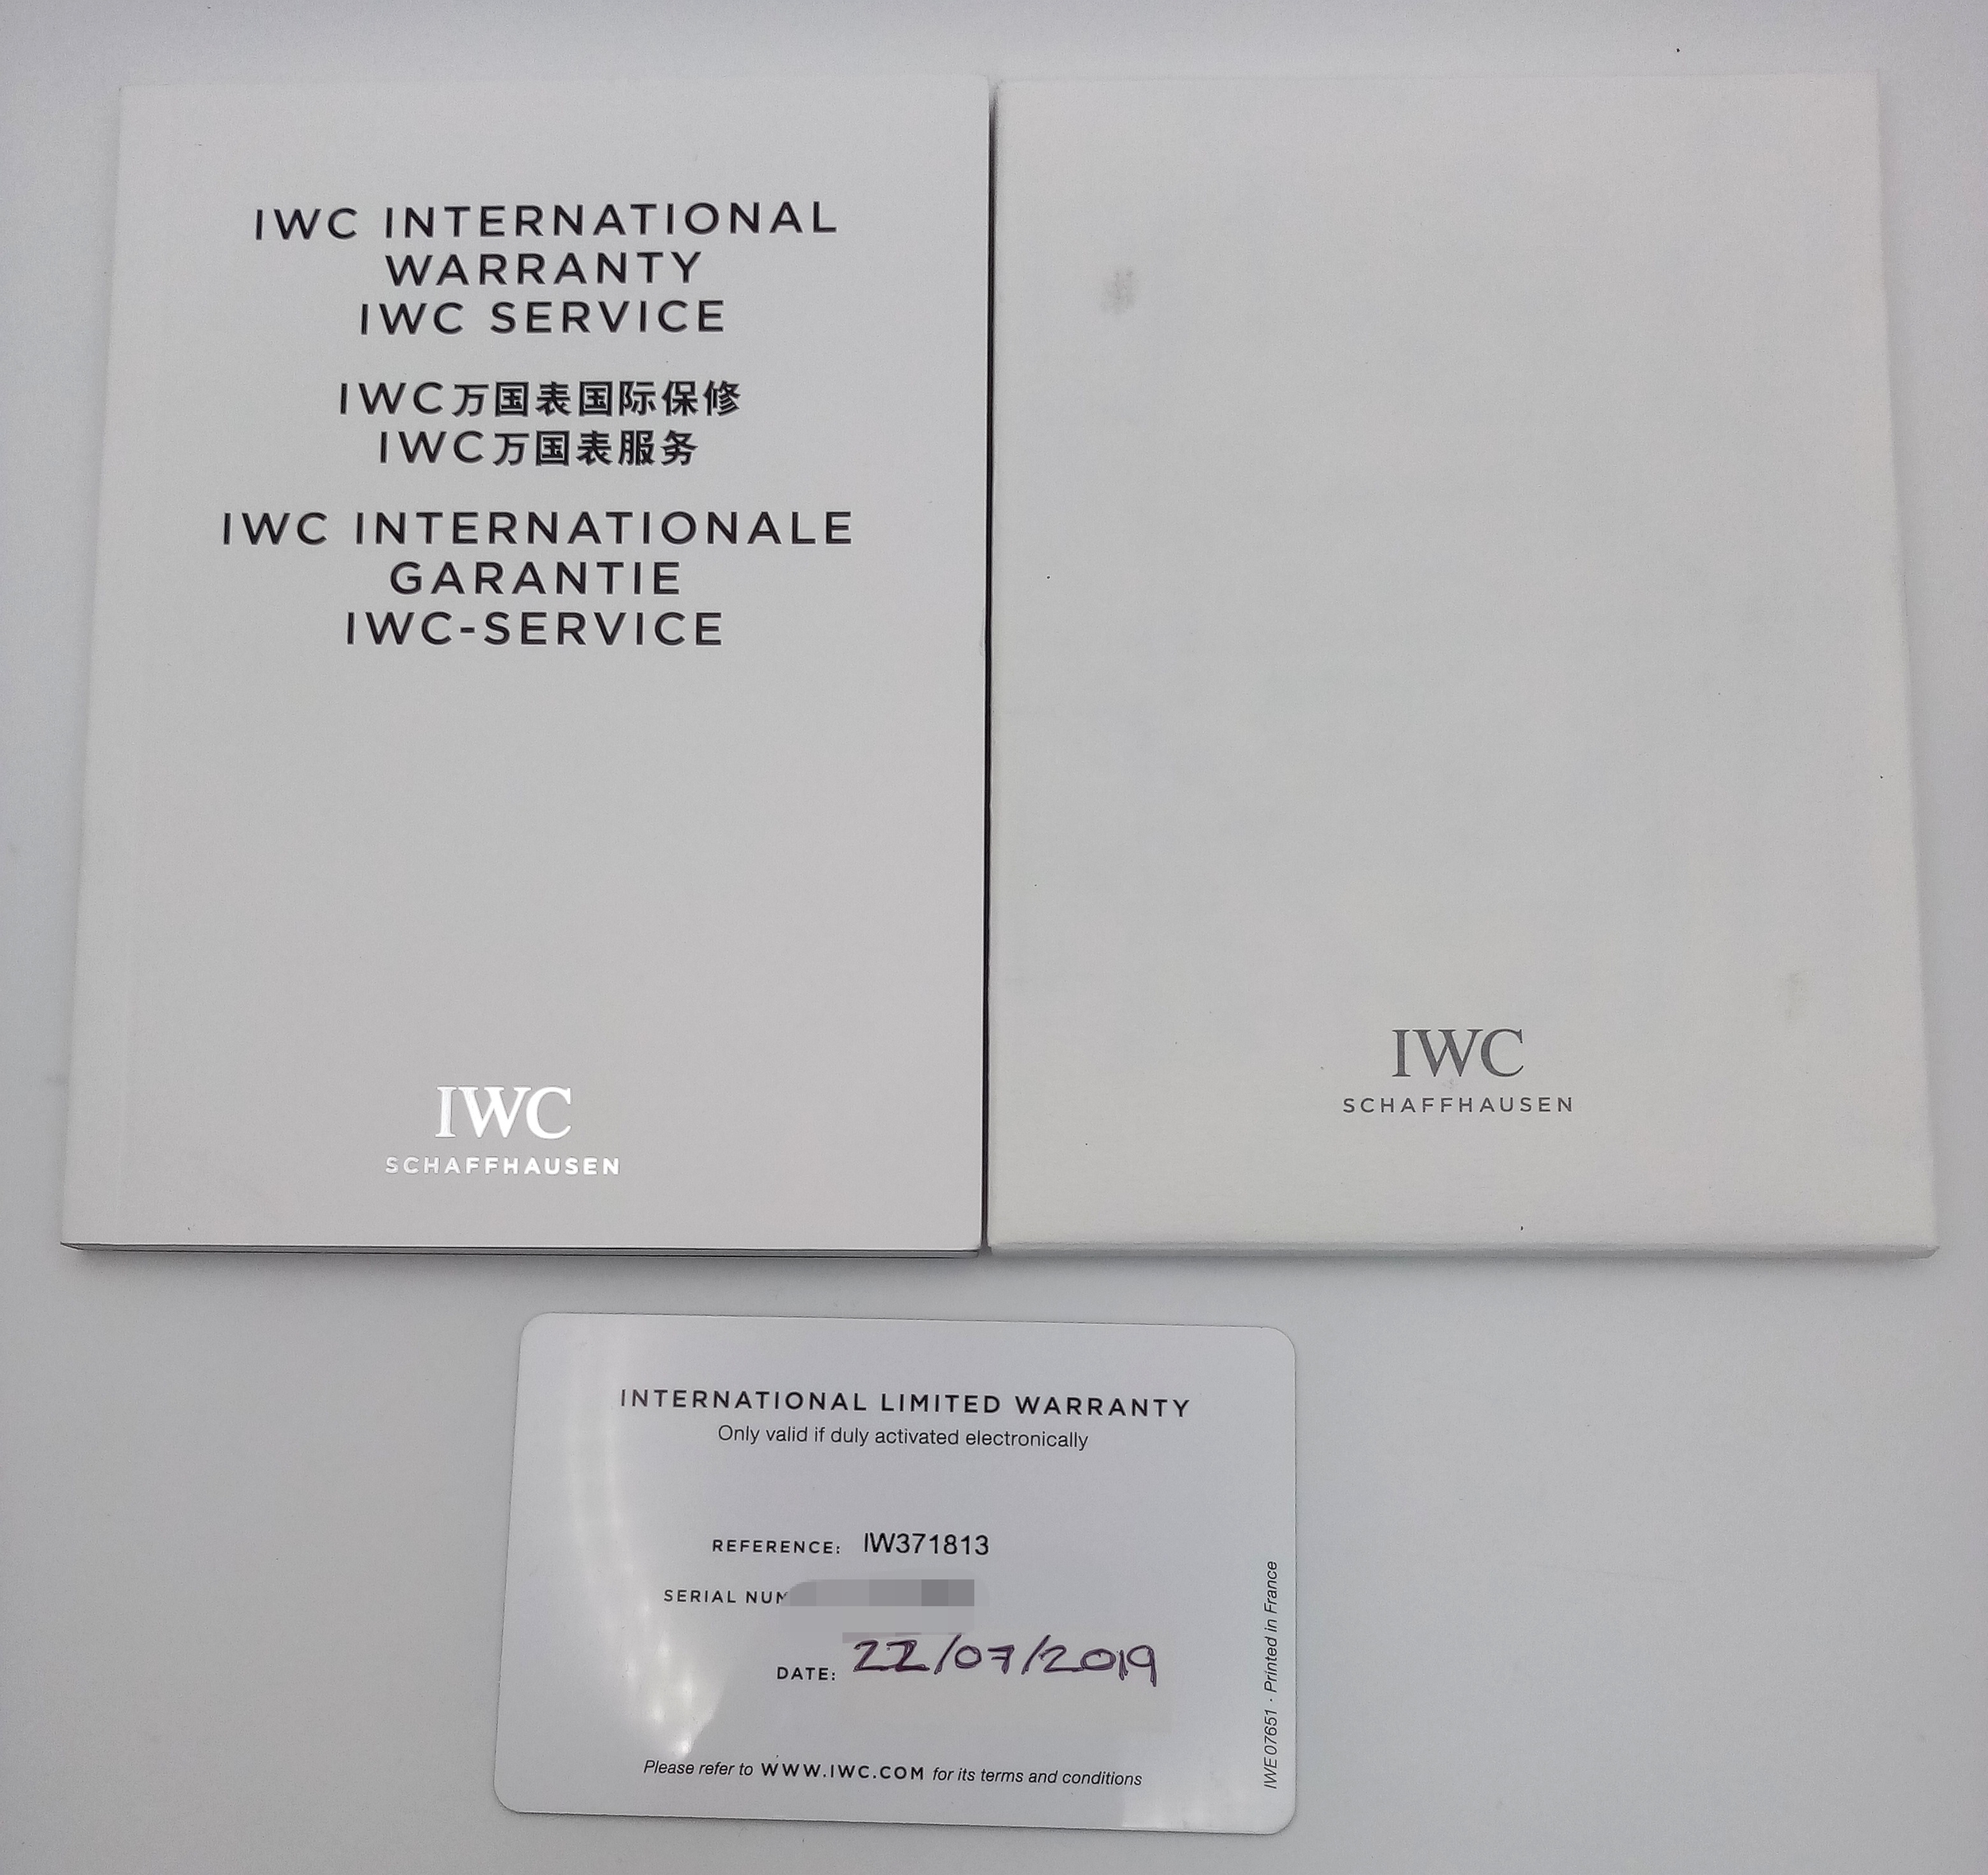 IWC INTERNATIONAL
WARRANTY
IWC SERVICE
IWC万国表国际保修
IWC万国表服务
IWC INTERNATIONALE
GARANTIE
IWC-SERVICE
IWC
SCHAFFHAUSEN
IWC
SCHAFFHAUSEN
INTERNATIONAL LIMITED WARRANTY
Only valid if duly activated electronically
REFERENCE: IW371813
SERIAL NUM
DATE: 22/07/2019
Please refer to WWW.IWC.COM for its terms and conditions
IWE07651 · Printed in France